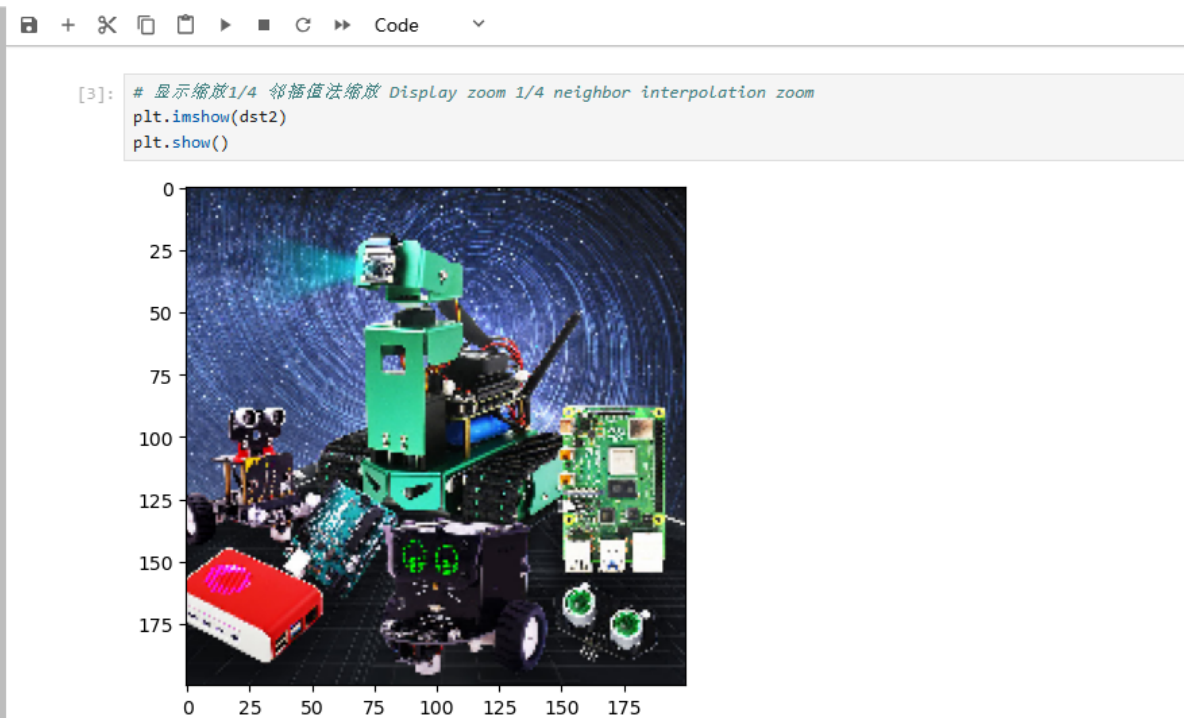 Code
[3]:
# 显示缩放1/4 邻插值法缩放 Display zoom 1/4 neighbor interpolation zoom
plt.imshow(dst2)
plt.show()
0
25
50
75
100
125
150
175
0 25 50 75 100 125 150 175